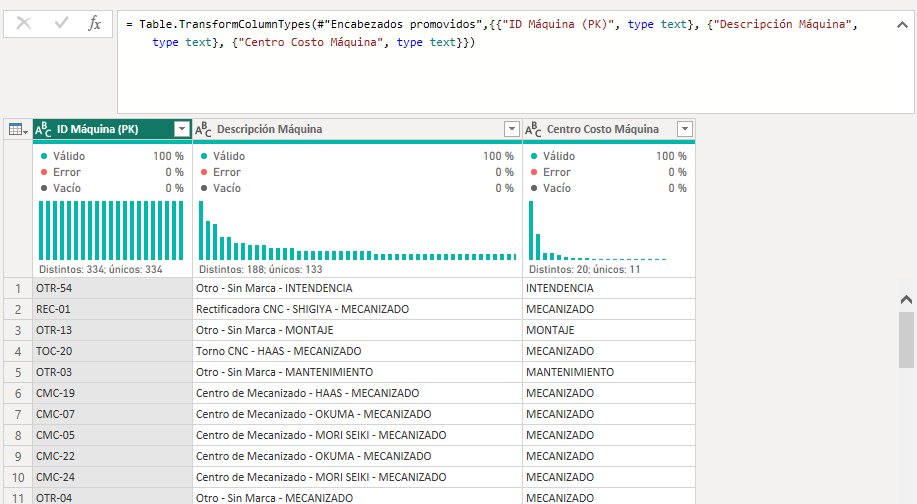 fx
= Table.TransformColumnTypes(#"Encabezados promovidos",{{"ID Máquina (PK)", type text}, {"Descripción Máquina",
type text}, {"Centro Costo Máquina", type text}})
ABC ID Máquina (PK) ABC Descripción Máquina ABC Centro Costo Máquina
Válido 100 % Válido 100 % Válido 100 %
Error 0 % Error 0 % Error 0 %
Vacío 0 % Vacío 0 % Vacío 0 %
Distintos: 334; únicos: 334 Distintos: 188; únicos: 133 Distintos: 20; únicos: 11
1 OTR-54 Otro - Sin Marca - INTENDENCIA INTENDENCIA
2 REC-01 Rectificadora CNC - SHIGIYA - MECANIZADO MECANIZADO
3 OTR-13 Otro - Sin Marca - MONTAJE MONTAJE
4 TOC-20 Torno CNC - HAAS - MECANIZADO MECANIZADO
5 OTR-03 Otro - Sin Marca - MANTENIMIENTO MANTENIMIENTO
6 CMC-19 Centro de Mecanizado - HAAS - MECANIZADO MECANIZADO
7 CMC-07 Centro de Mecanizado - OKUMA - MECANIZADO MECANIZADO
8 CMC-05 Centro de Mecanizado - MORI SEIKI - MECANIZADO MECANIZADO
9 CMC-22 Centro de Mecanizado - OKUMA - MECANIZADO MECANIZADO
10 CMC-24 Centro de Mecanizado - MORI SEIKI - MECANIZADO MECANIZADO
11 OTR-04 Otro - Sin Marca - MECANIZADO MECANIZADO